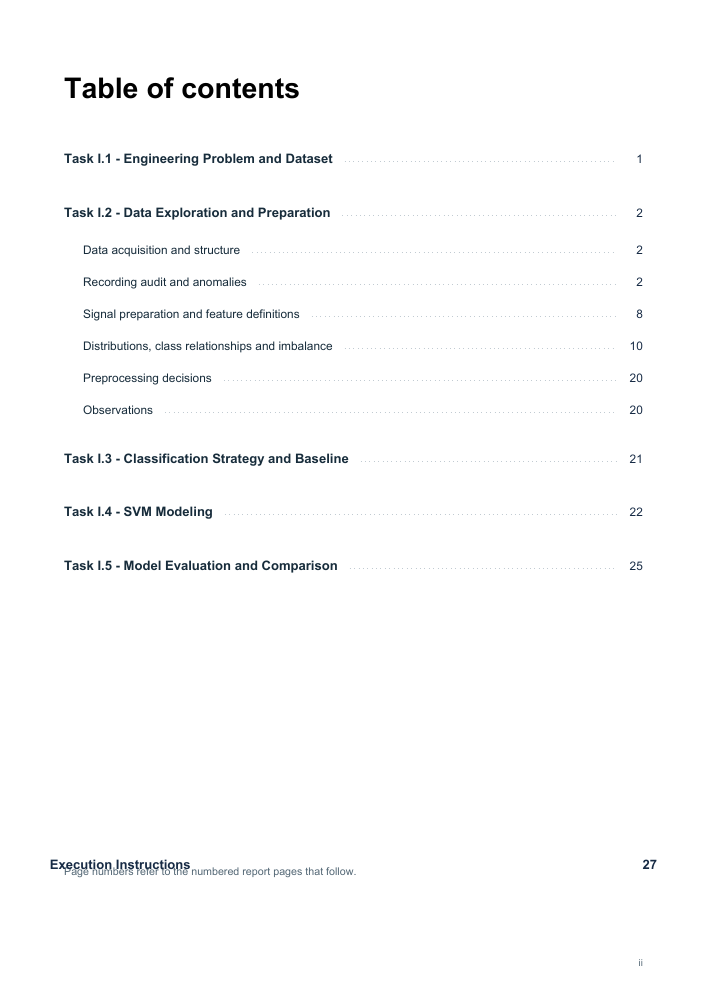 Table of contents
Task I.1 - Engineering Problem and Dataset 1
Task I.2 - Data Exploration and Preparation 2
Data acquisition and structure 2
Recording audit and anomalies 2
Signal preparation and feature definitions 8
Distributions, class relationships and imbalance 10
Preprocessing decisions 20
Observations 20
Task I.3 - Classification Strategy and Baseline 21
Task I.4 - SVM Modeling 22
Task I.5 - Model Evaluation and Comparison 25
Execution Instructions 27
Page numbers refer to the numbered report pages that follow.
ii